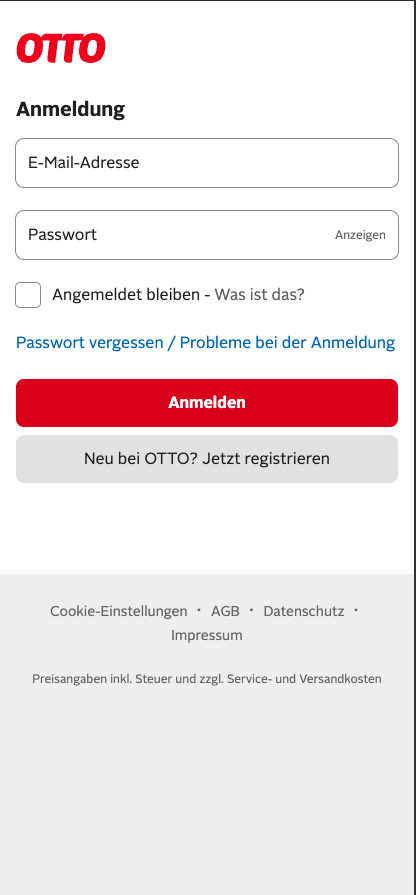 OTTO
Anmeldung
E-Mail-Adresse
Passwort Anzeigen
Angemeldet bleiben - Was ist das?
Passwort vergessen / Probleme bei der Anmeldung
Anmelden
Neu bei OTTO? Jetzt registrieren
Cookie-Einstellungen · AGB · Datenschutz ·
Impressum
Preisangaben inkl. Steuer und zzgl. Service- und Versandkosten